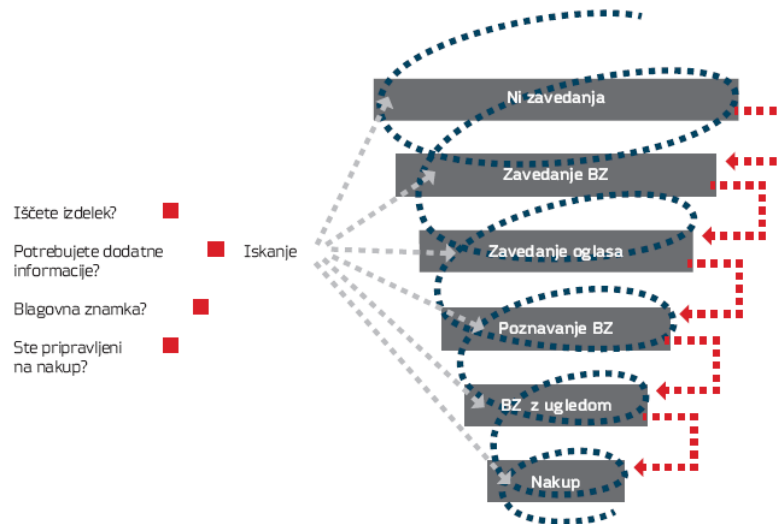 Ni zavedanja
Zavedanje BZ
Iščete izdelek?
Potrebujete dodatne
informacije?
Iskanje
Zavedanje oglasa
Blagovna znamka?
Poznavanje BZ
Ste pripravljeni
na nakup?
BZ z ugledom
Nakup